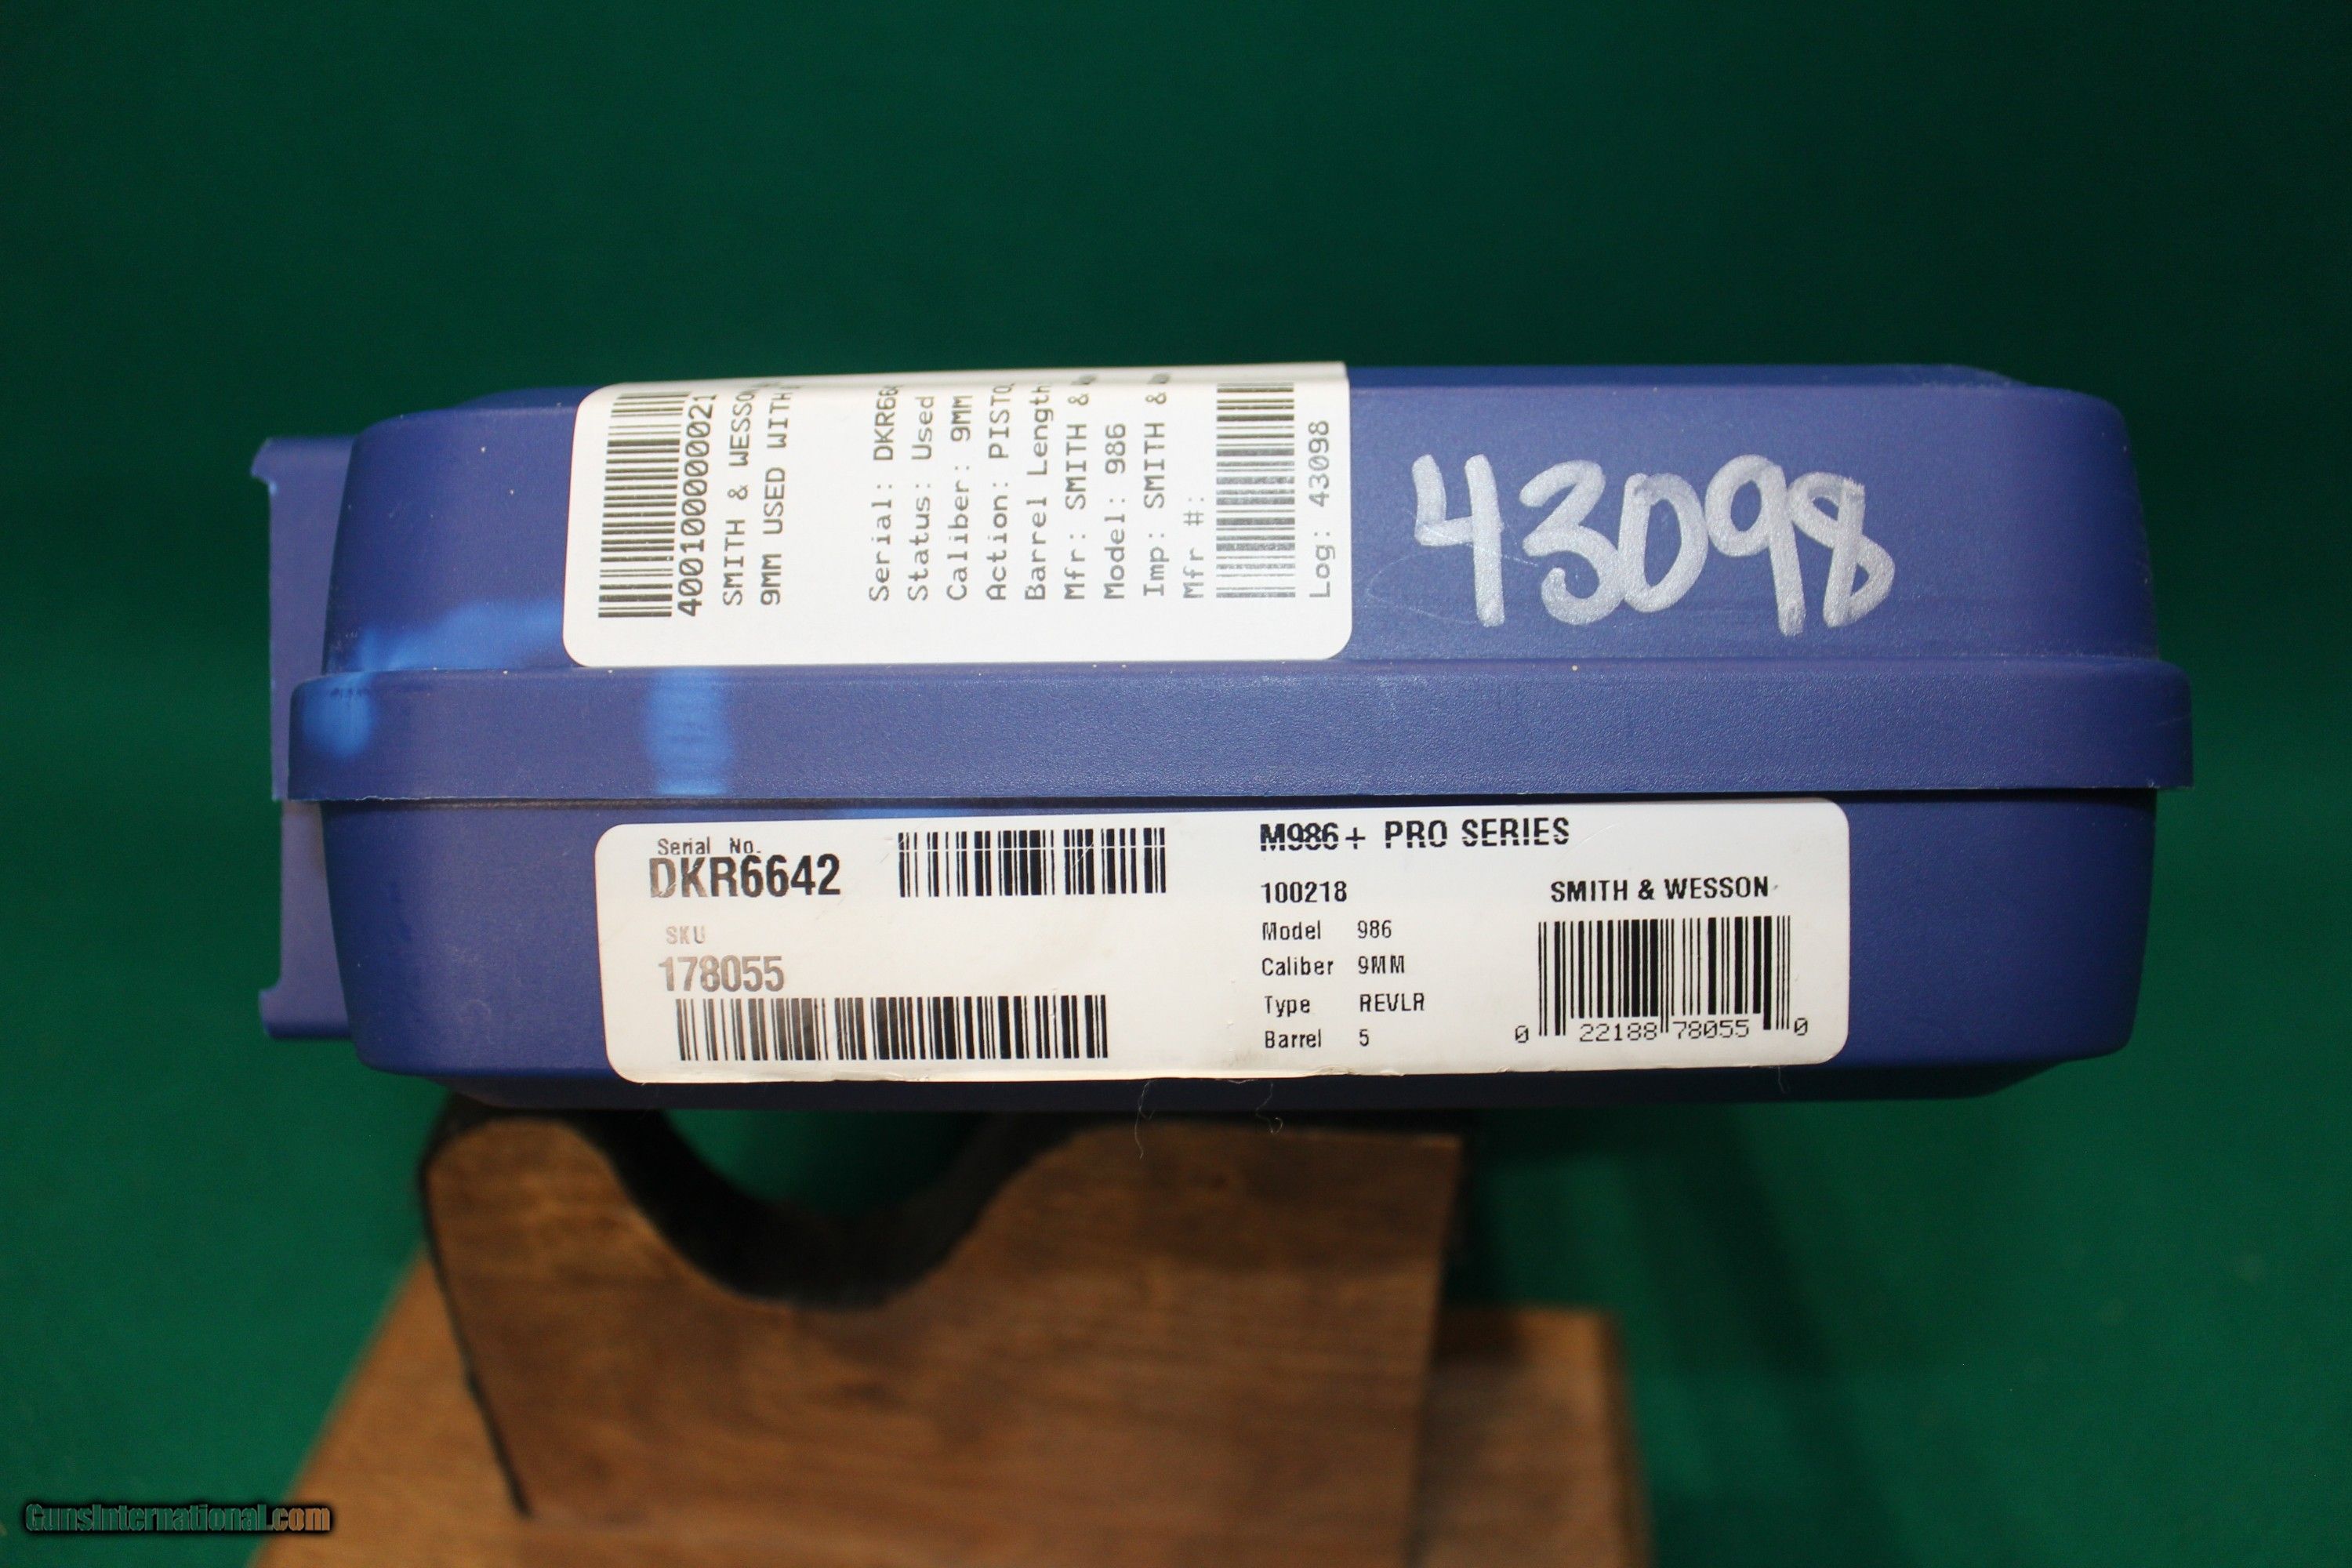 4001000000021
SMITH & WESSON
9MM USED WITH
Serial: DKR664
Status: Used
Caliber: 9MM
Action: PISTO
Barrel Length
Mfr: SMITH &
Model: 986
Imp: SMITH &
Mfr #:
Log: 43098
43098
Serial No.
DKR6642
SKU
178055
M986+ PRO SERIES
100218
Model 986
Caliber 9MM
Type REVLR
Barrel 5
SMITH & WESSON
0 22188 78055 0
GunsInternational.com